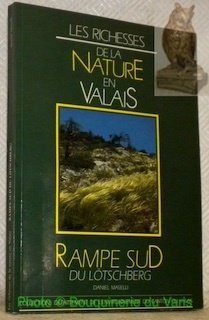 LES RICHESSES
DE LA
NATURE
EN
VALAIS
RAMPE SUD
DU LÖTSCHBERG
DANIEL MASELLI
Photo © Bouquinerie du Varis